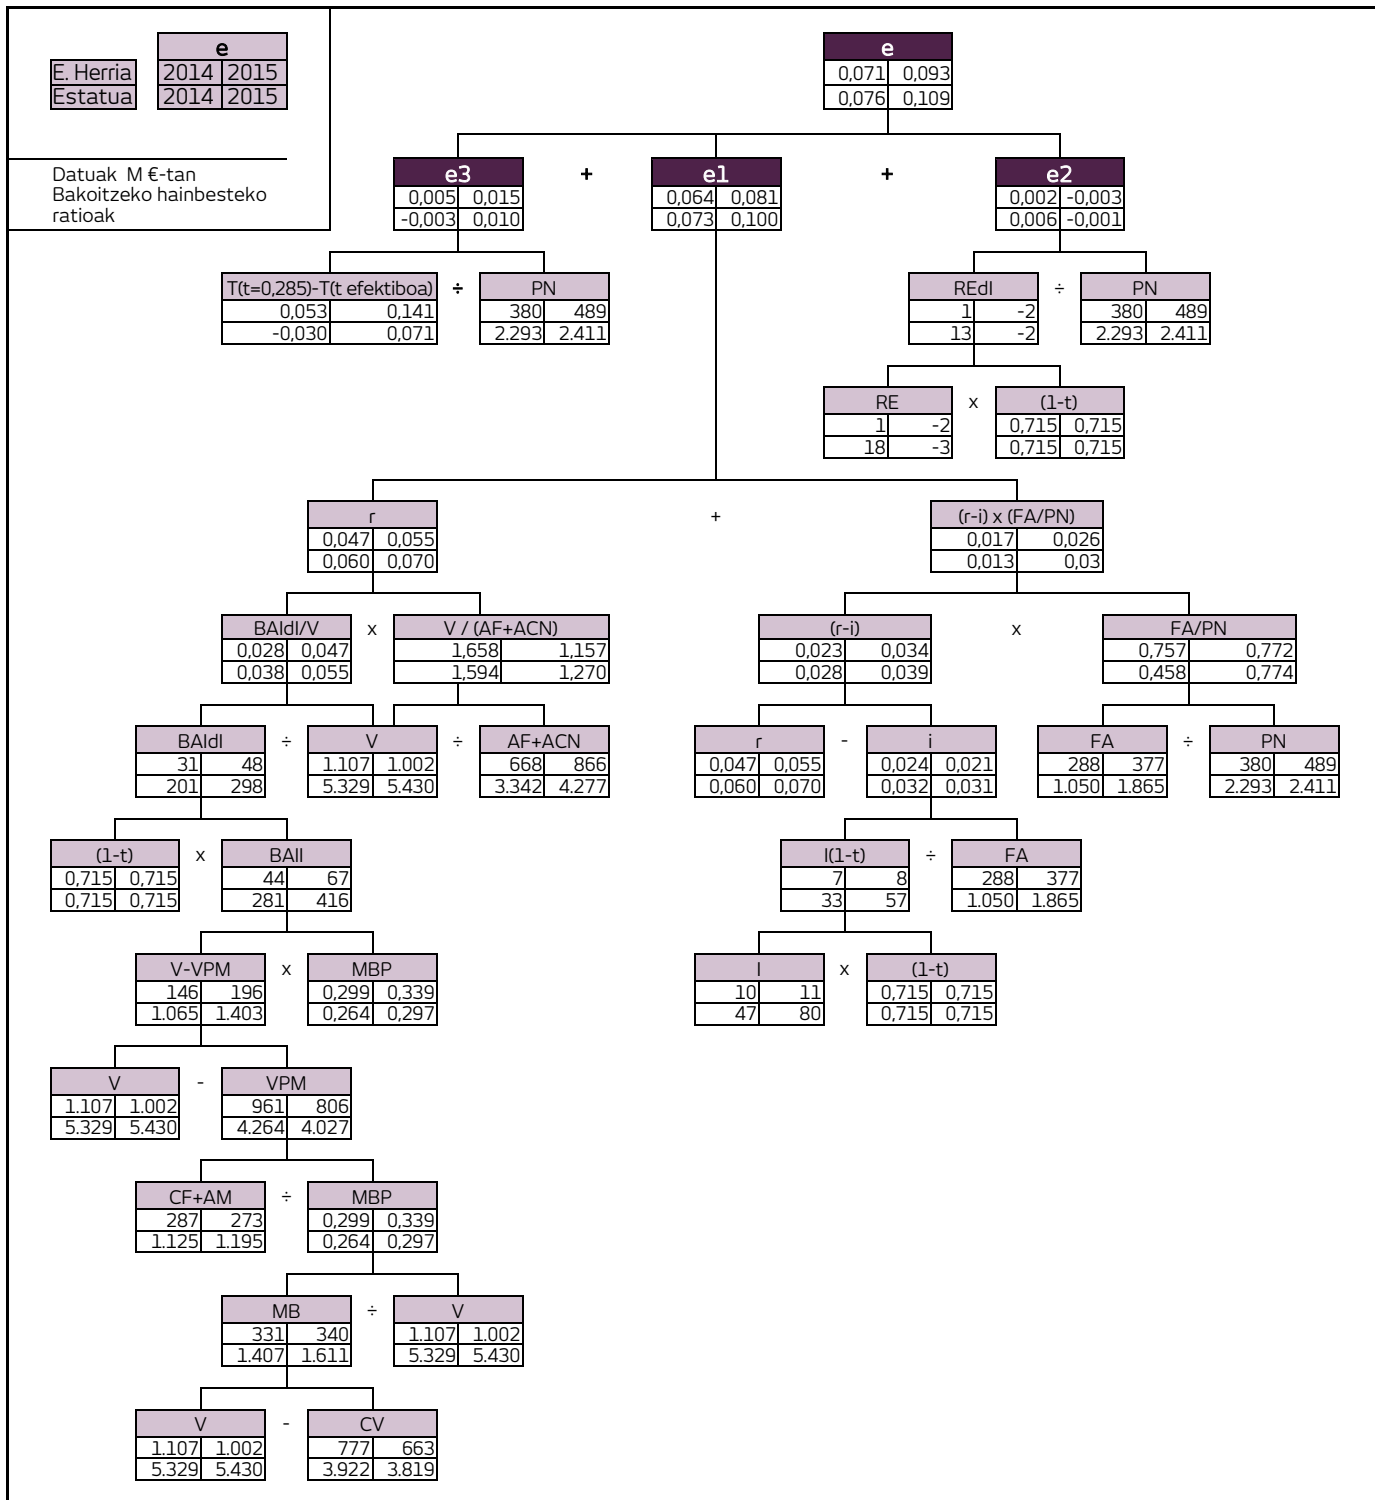 e
E. Herria 2014 2015
Estatua 2014 2015
Datuak M €-tan
Bakoitzeko hainbesteko
ratioak
e
0,071 0,093
0,076 0,109
e3 + e1 + e2
0,005 0,015 0,064 0,081 0,002 -0,003
-0,003 0,010 0,073 0,100 0,006 -0,001
T(t=0,285)-T(t efektiboa) ÷ PN REdI ÷ PN
0,053 0,141 380 489 1 -2 380 489
-0,030 0,071 2.293 2.411 13 -2 2.293 2.411
RE x (1-t)
1 -2 0,715 0,715
18 -3 0,715 0,715
r + (r-i) x (FA/PN)
0,047 0,055 0,017 0,026
0,060 0,070 0,013 0,03
BAIdI/V x V / (AF+ACN) (r-i) x FA/PN
0,028 0,047 1,658 1,157 0,023 0,034 0,757 0,772
0,038 0,055 1,594 1,270 0,028 0,039 0,458 0,774
BAIdI ÷ V ÷ AF+ACN r - i FA ÷ PN
31 48 1.107 1.002 668 866 0,047 0,055 0,024 0,021 288 377 380 489
201 298 5.329 5.430 3.342 4.277 0,060 0,070 0,032 0,031 1.050 1.865 2.293 2.411
(1-t) x BAII I(1-t) ÷ FA
0,715 0,715 44 67 7 8 288 377
0,715 0,715 281 416 33 57 1.050 1.865
V-VPM x MBP I x (1-t)
146 196 0,299 0,339 10 11 0,715 0,715
1.065 1.403 0,264 0,297 47 80 0,715 0,715
V - VPM
1.107 1.002 961 806
5.329 5.430 4.264 4.027
CF+AM ÷ MBP
287 273 0,299 0,339
1.125 1.195 0,264 0,297
MB ÷ V
331 340 1.107 1.002
1.407 1.611 5.329 5.430
V - CV
1.107 1.002 777 663
5.329 5.430 3.922 3.819